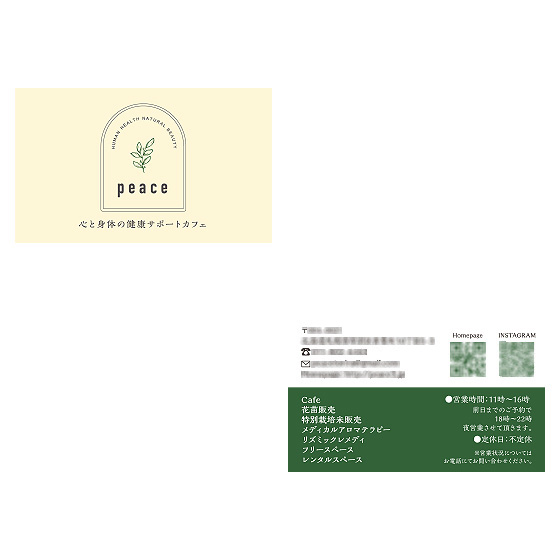 HUMAN HEALTH NATURAL BEAUTY
peace
心と身体の健康サポートカフェ
〒
Homepage
INSTAGRAM
Cafe
花苗販売
特別栽培米販売
メディカルアロマテラピー
リズミックレメディ
フリースペース
レンタルスペース
●営業時間：11時〜16時
前日までのご予約で
18時〜22時
夜営業させて頂きます。
●定休日：不定休
※営業状況については
お電話にてお問い合わせください。